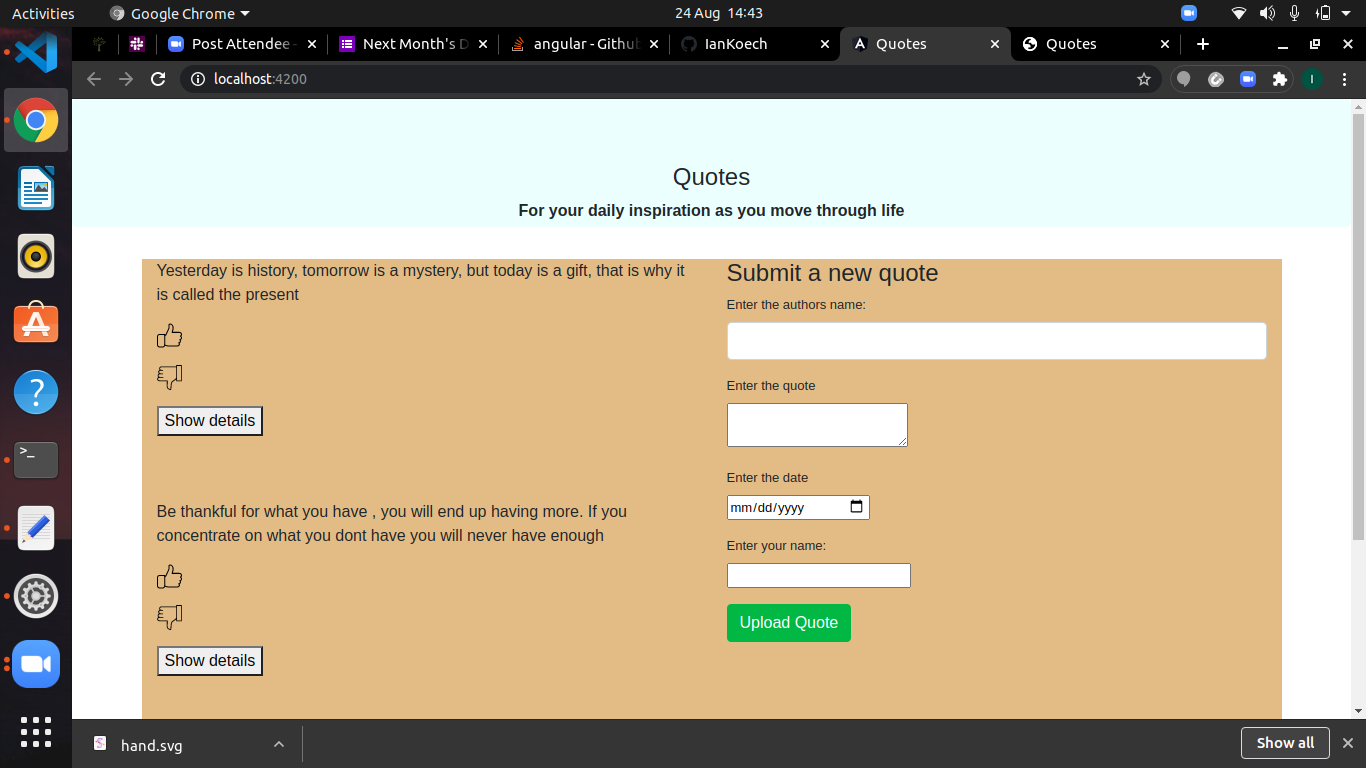 Activities Google Chrome 24 Aug 14:43
Post Attendee - Next Month's D angular - Github IanKoech Quotes Quotes
localhost:4200 I
Quotes
For your daily inspiration as you move through life
Yesterday is history, tomorrow is a mystery, but today is a gift, that is why it
is called the present
Show details
Be thankful for what you have , you will end up having more. If you
concentrate on what you dont have you will never have enough
Show details
Submit a new quote
Enter the authors name:
Enter the quote
Enter the date
mm/dd/yyyy
Enter your name:
Upload Quote
hand.svg Show all